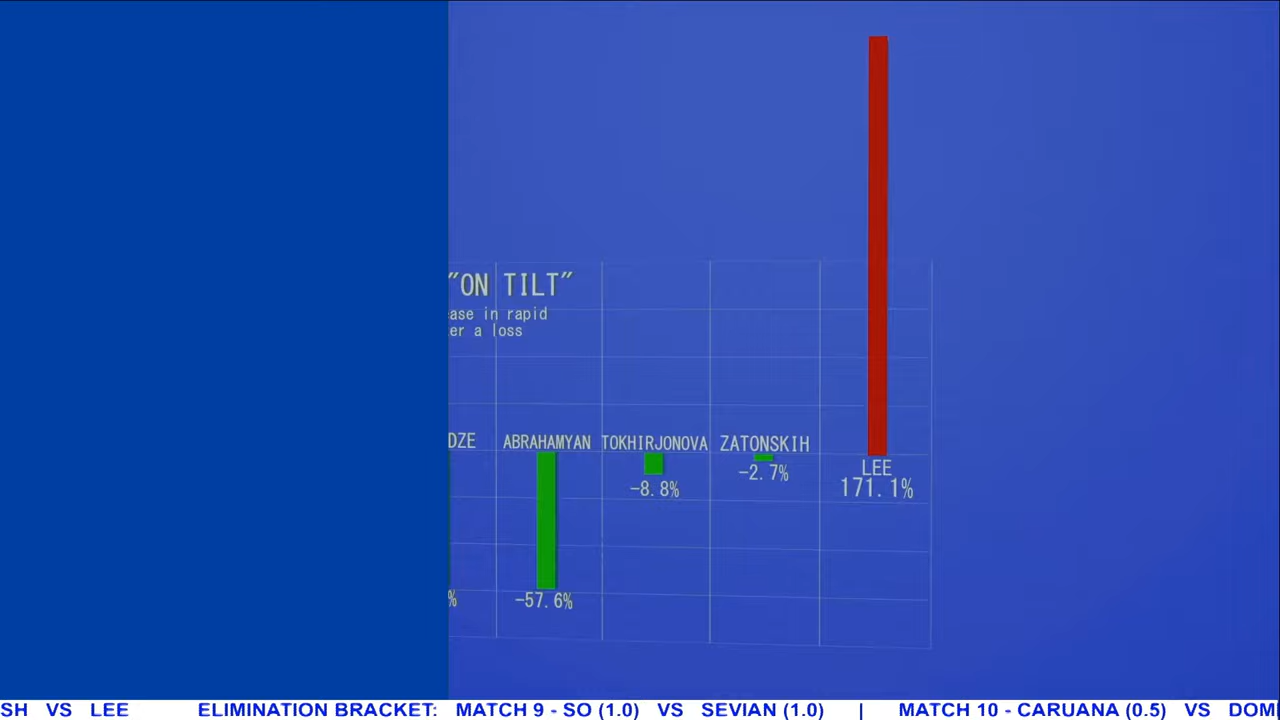 "ON TILT"
ase in rapid
er a loss
DZE ABRAHAMYAN TOKHIRJONOVA ZATONSKIH
-2.7%
LEE
-8.8%
171.1%
% -57.6%
SH VS LEE ELIMINATION BRACKET: MATCH 9 - SO (1.0) VS SEVIAN (1.0) | MATCH 10 - CARUANA (0.5) VS DOM